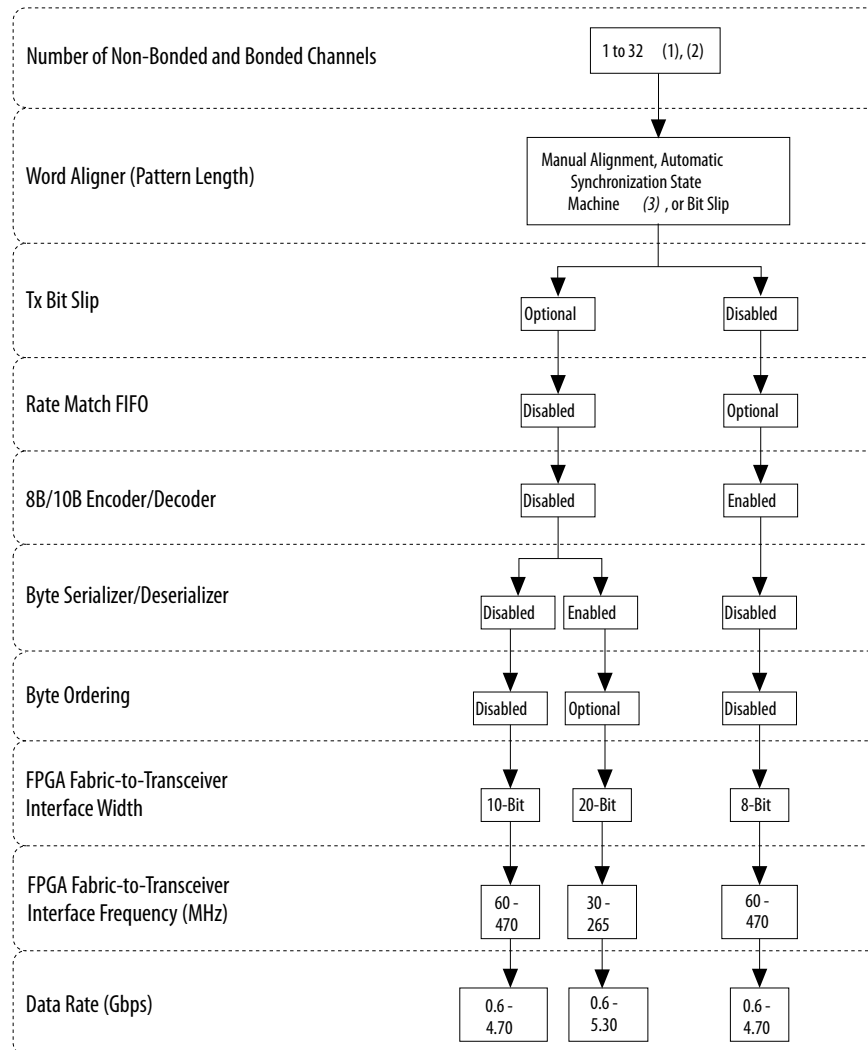 Number of Non-Bonded and Bonded Channels
1 to 32 (1), (2)
Word Aligner (Pattern Length)
Manual Alignment, Automatic
Synchronization State
Machine (3) , or Bit Slip
Tx Bit Slip
Optional
Disabled
Rate Match FIFO
Disabled
Optional
8B/10B Encoder/Decoder
Disabled
Enabled
Byte Serializer/Deserializer
Disabled
Enabled
Disabled
Byte Ordering
Disabled
Optional
Disabled
FPGA Fabric-to-Transceiver
Interface Width
10-Bit
20-Bit
8-Bit
FPGA Fabric-to-Transceiver
Interface Frequency (MHz)
60 -
470
30 -
265
60 -
470
Data Rate (Gbps)
0.6 -
4.70
0.6 -
5.30
0.6 -
4.70